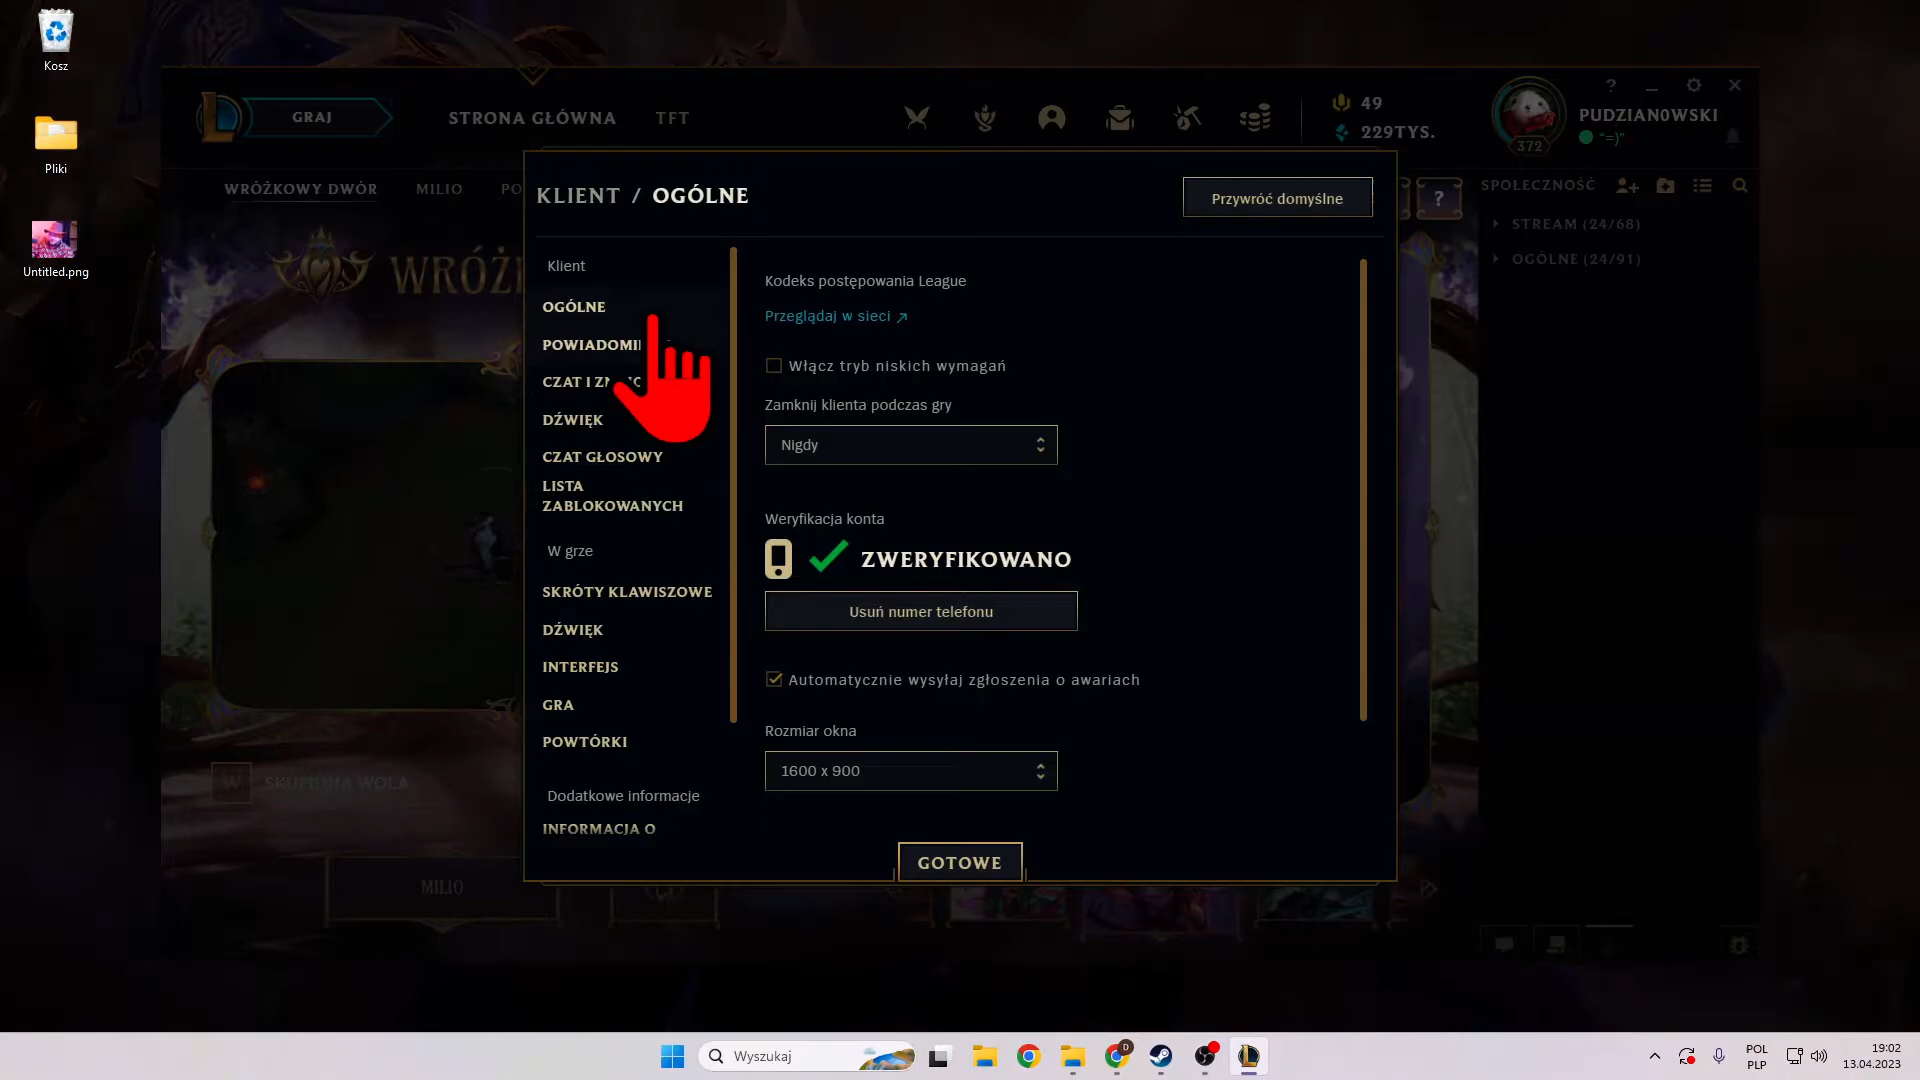 Kosz
Pliki
Untitled.png
GRAJ
STRONA GŁÓWNA
TFT
49
229TYS.
372
PUDZIAN0WSKI
"=)"
WRÓŻKOWY DWÓR
MILIO
?
SPOŁECZNOŚĆ
STREAM (24/68)
OGÓLNE (24/91)
KLIENT / OGÓLNE
Przywróć domyślne
Klient
OGÓLNE
DŹWIĘK
CZAT GŁOSOWY
LISTA
ZABLOKOWANYCH
W grze
SKRÓTY KLAWISZOWE
DŹWIĘK
INTERFEJS
GRA
POWTÓRKI
Dodatkowe informacje
INFORMACJA O
Kodeks postępowania League
Przeglądaj w sieci
Włącz tryb niskich wymagań
Zamknij klienta podczas gry
Nigdy
Weryfikacja konta
ZWERYFIKOWANO
Usuń numer telefonu
Automatycznie wysyłaj zgłoszenia o awariach
Rozmiar okna
1600 x 900
GOTOWE
W
SKUPIONA WOLA
MILIO
Wyszukaj
D
POL
PLP
19:02
13.04.2023